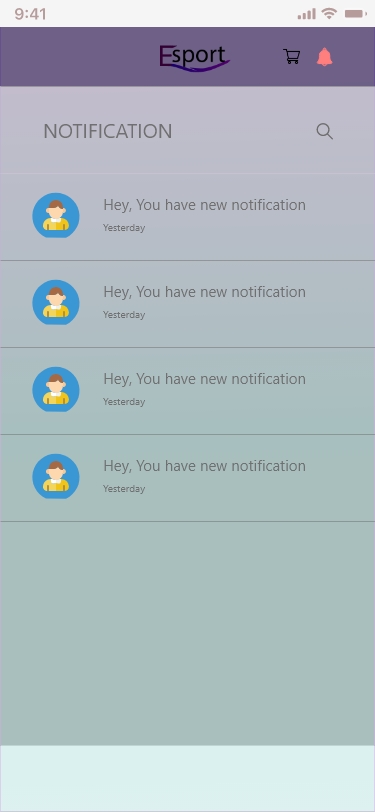 9:41
Esport
NOTIFICATION
Hey, You have new notification
Yesterday
Hey, You have new notification
Yesterday
Hey, You have new notification
Yesterday
Hey, You have new notification
Yesterday